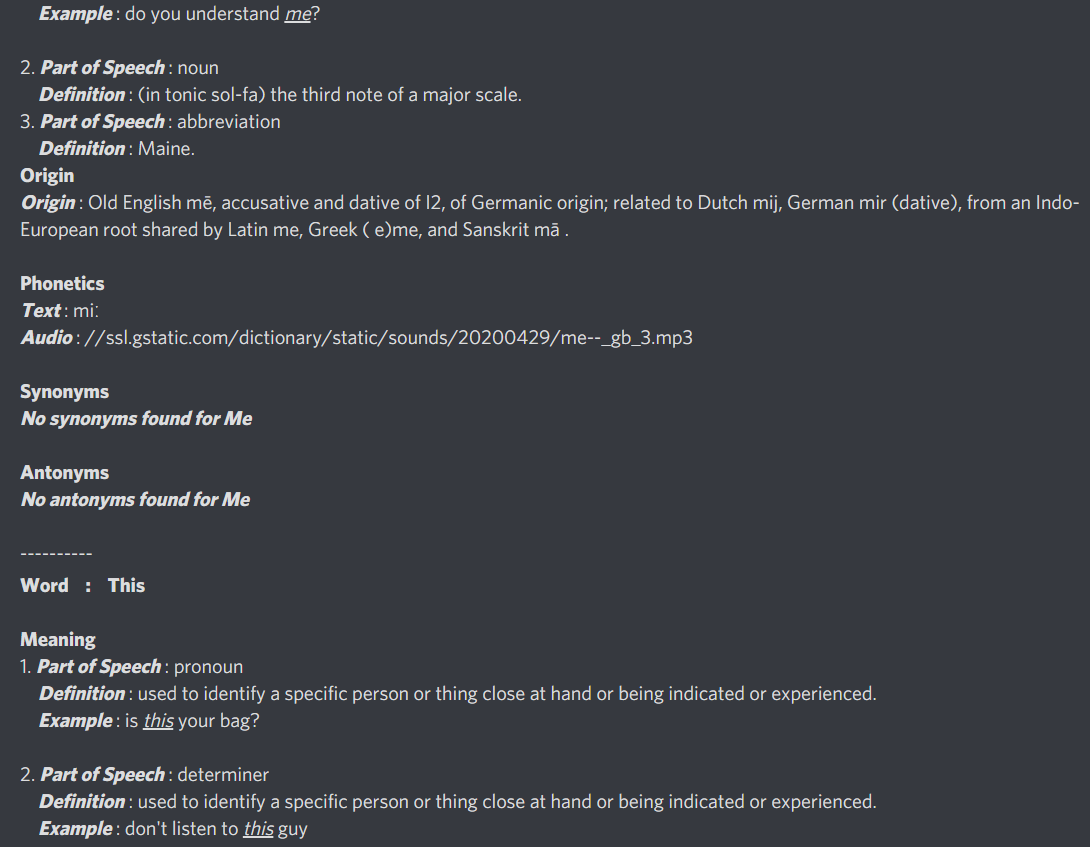 Example : do you understand me?
2. Part of Speech : noun
Definition : (in tonic sol-fa) the third note of a major scale.
3. Part of Speech : abbreviation
Definition : Maine.
Origin
Origin : Old English mē, accusative and dative of I2, of Germanic origin; related to Dutch mij, German mir (dative), from an Indo-
European root shared by Latin me, Greek ( e)me, and Sanskrit mā .
Phonetics
Text : miː
Audio : //ssl.gstatic.com/dictionary/static/sounds/20200429/me--_gb_3.mp3
Synonyms
No synonyms found for Me
Antonyms
No antonyms found for Me
----------
Word : This
Meaning
1. Part of Speech : pronoun
Definition : used to identify a specific person or thing close at hand or being indicated or experienced.
Example : is this your bag?
2. Part of Speech : determiner
Definition : used to identify a specific person or thing close at hand or being indicated or experienced.
Example : don't listen to this guy